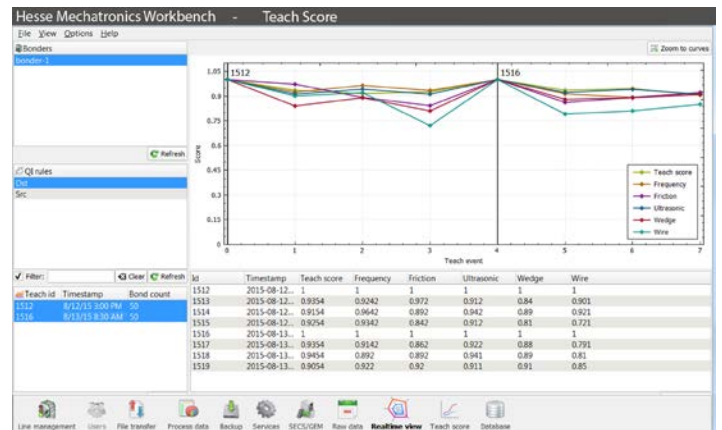 Hesse Mechatronics Workbench - Teach Score
File View Options Help
Bonders
bonder-1
Refresh
QI rules
Dst
Src
Filter: Clear Refresh
Teach id Timestamp Bond count
1512 8/12/15 3:00 PM 50
1516 8/13/15 8:30 AM 50
Zoom to curves
1512 1516
1.05
0.9
0.75
0.6
0.45
0.3
0.15
0
Score
0 1 2 3 4 5 6 7
Teach event
Teach score
Frequency
Friction
Ultrasonic
Wedge
Wire
Id Timestamp Teach score Frequency Friction Ultrasonic Wedge Wire
1512 2015-08-12... 1 1 1 1 1 1
1513 2015-08-12... 0.9354 0.9242 0.972 0.912 0.84 0.901
1514 2015-08-12... 0.9154 0.9642 0.892 0.942 0.89 0.921
1515 2015-08-12... 0.9254 0.9342 0.842 0.912 0.81 0.721
1516 2015-08-13... 1 1 1 1 1 1
1517 2015-08-13... 0.9354 0.9142 0.862 0.922 0.88 0.791
1518 2015-08-13... 0.9454 0.892 0.892 0.941 0.89 0.81
1519 2015-08-13... 0.9054 0.922 0.92 0.911 0.91 0.85
Line management Users File transfer Process data Backup Services SECS/GEM Raw data Realtime view Teach score Database